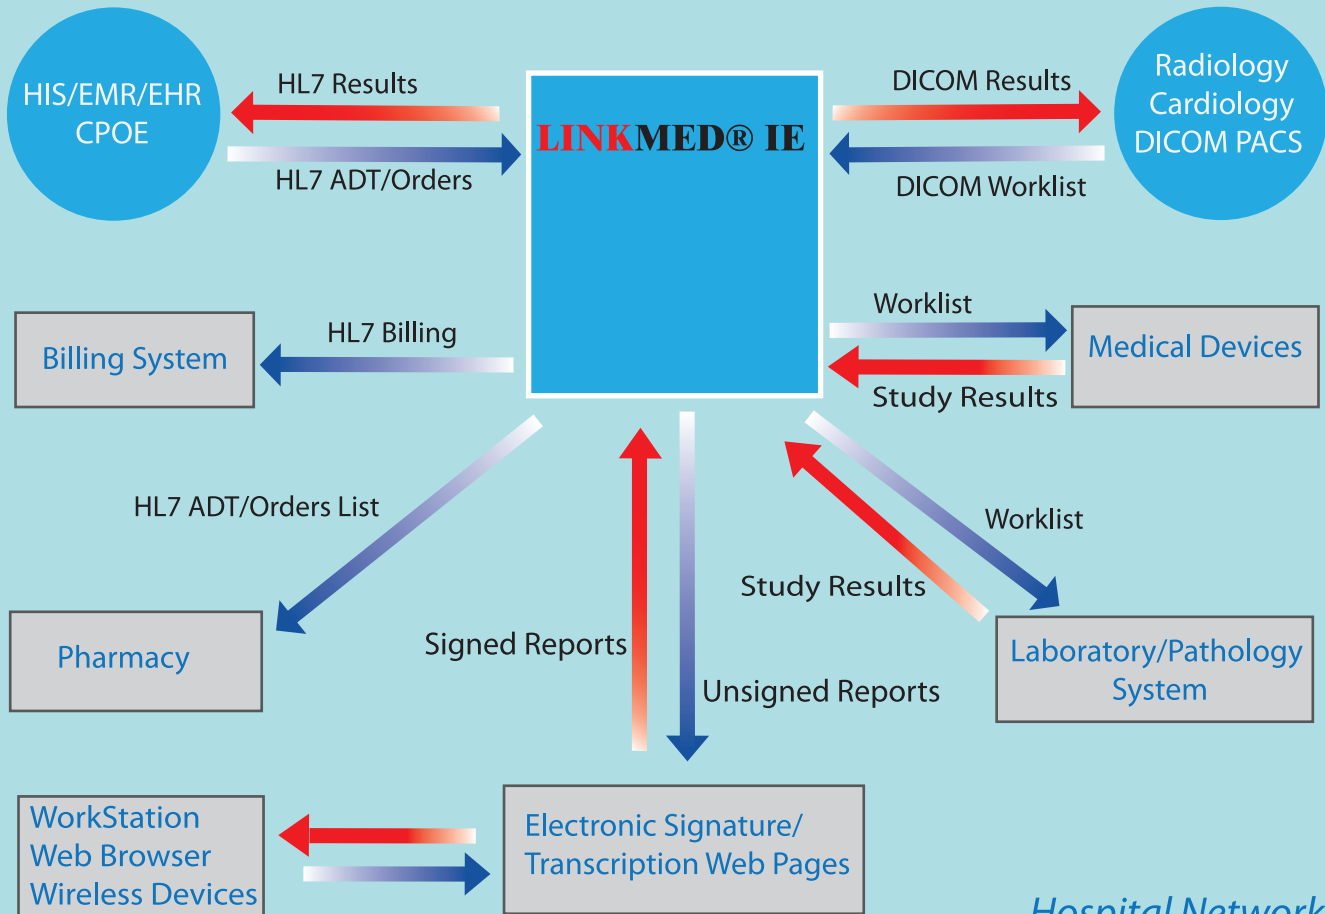 HIS/EMR/EHR
CPOE
HL7 Results
HL7 ADT/Orders
LINKMED® IE
DICOM Results
DICOM Worklist
Radiology
Cardiology
DICOM PACS
Billing System
HL7 Billing
Worklist
Study Results
Medical Devices
HL7 ADT/Orders List
Worklist
Study Results
Pharmacy
Signed Reports
Unsigned Reports
Laboratory/Pathology
System
WorkStation
Web Browser
Wireless Devices
Electronic Signature/
Transcription Web Pages
Hospital Network